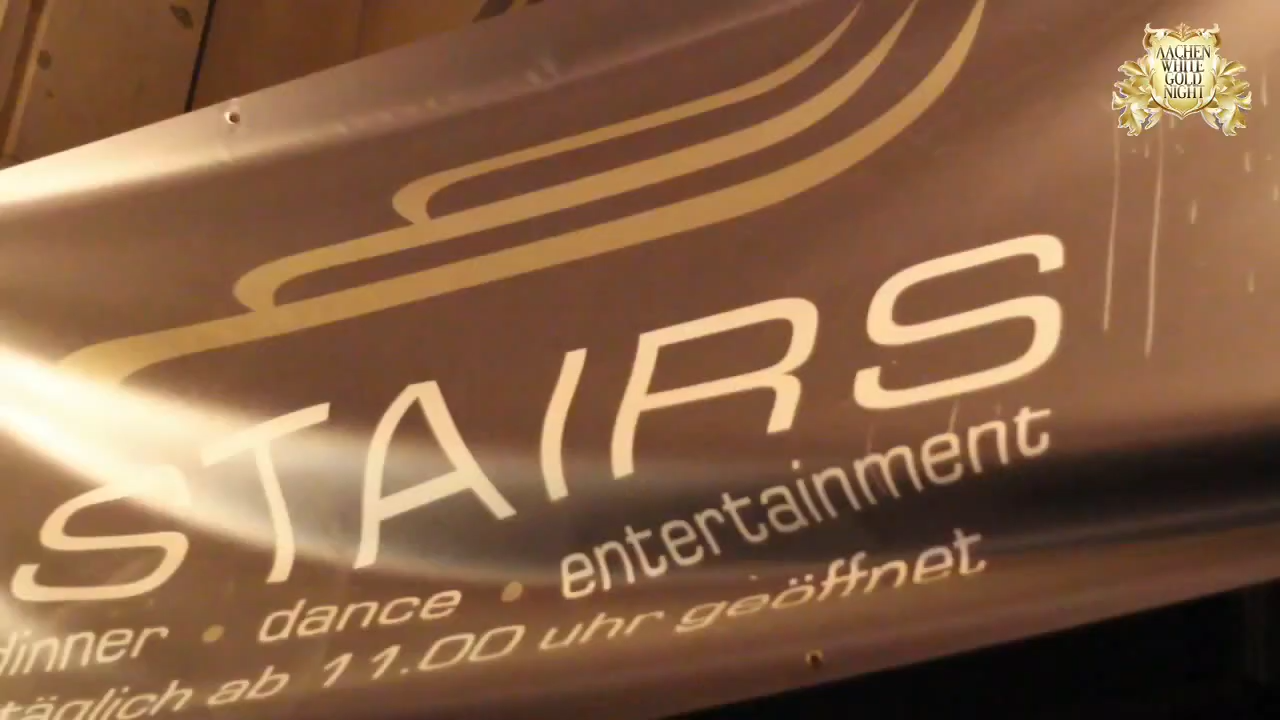 AACHEN
WHITE
GOLD
NIGHT
STAIRS
dinner • dance • entertainment
täglich ab 11.00 uhr geöffnet